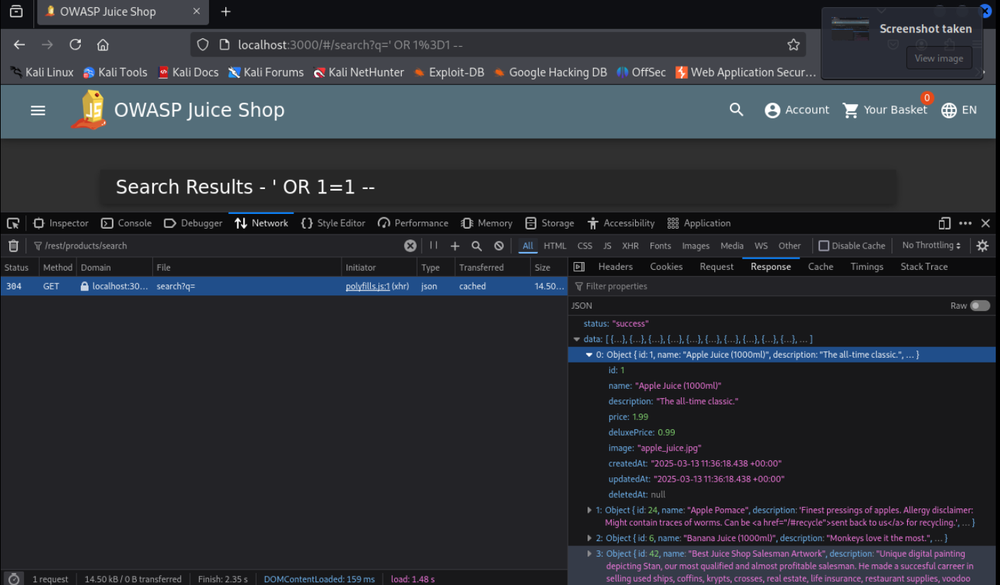 OWASP Juice Shop
Screenshot taken
View image
localhost:3000/#/search?q=' OR 1%3D1 --
Kali Linux Kali Tools Kali Docs Kali Forums Kali NetHunter Exploit-DB Google Hacking DB OffSec Web Application Secur…
OWASP Juice Shop Account 0 Your Basket EN
Search Results - ' OR 1=1 --
Inspector Console Debugger Network Style Editor Performance Memory Storage Accessibility Application
/rest/products/search All HTML CSS JS XHR Fonts Images Media WS Other Disable Cache No Throttling
Status Method Domain File Initiator Type Transferred Size
304 GET localhost:30… search?q= polyfills.js:1 (xhr) json cached 14.50…
Headers Cookies Request Response Cache Timings Stack Trace
Filter properties
JSON Raw
status: "success"
data: [ {…}, {…}, {…}, {…}, {…}, {…}, {…}, {…}, {…}, {…}, … ]
0: Object { id: 1, name: "Apple Juice (1000ml)", description: "The all-time classic.", … }
id: 1
name: "Apple Juice (1000ml)"
description: "The all-time classic."
price: 1.99
deluxePrice: 0.99
image: "apple_juice.jpg"
createdAt: "2025-03-13 11:36:18.438 +00:00"
updatedAt: "2025-03-13 11:36:18.438 +00:00"
deletedAt: null
1: Object { id: 24, name: "Apple Pomace", description: 'Finest pressings of apples. Allergy disclaimer:
Might contain traces of worms. Can be <a href="/#recycle">sent back to us</a> for recycling.', … }
2: Object { id: 6, name: "Banana Juice (1000ml)", description: "Monkeys love it the most.", … }
3: Object { id: 42, name: "Best Juice Shop Salesman Artwork", description: "Unique digital painting
depicting Stan, our most qualified and almost profitable salesman. He made a succesful carreer in
selling used ships, coffins, krypts, crosses, real estate, life insurance, restaurant supplies, voodoo
1 request 14.50 kB / 0 B transferred Finish: 2.35 s DOMContentLoaded: 159 ms load: 1.48 s